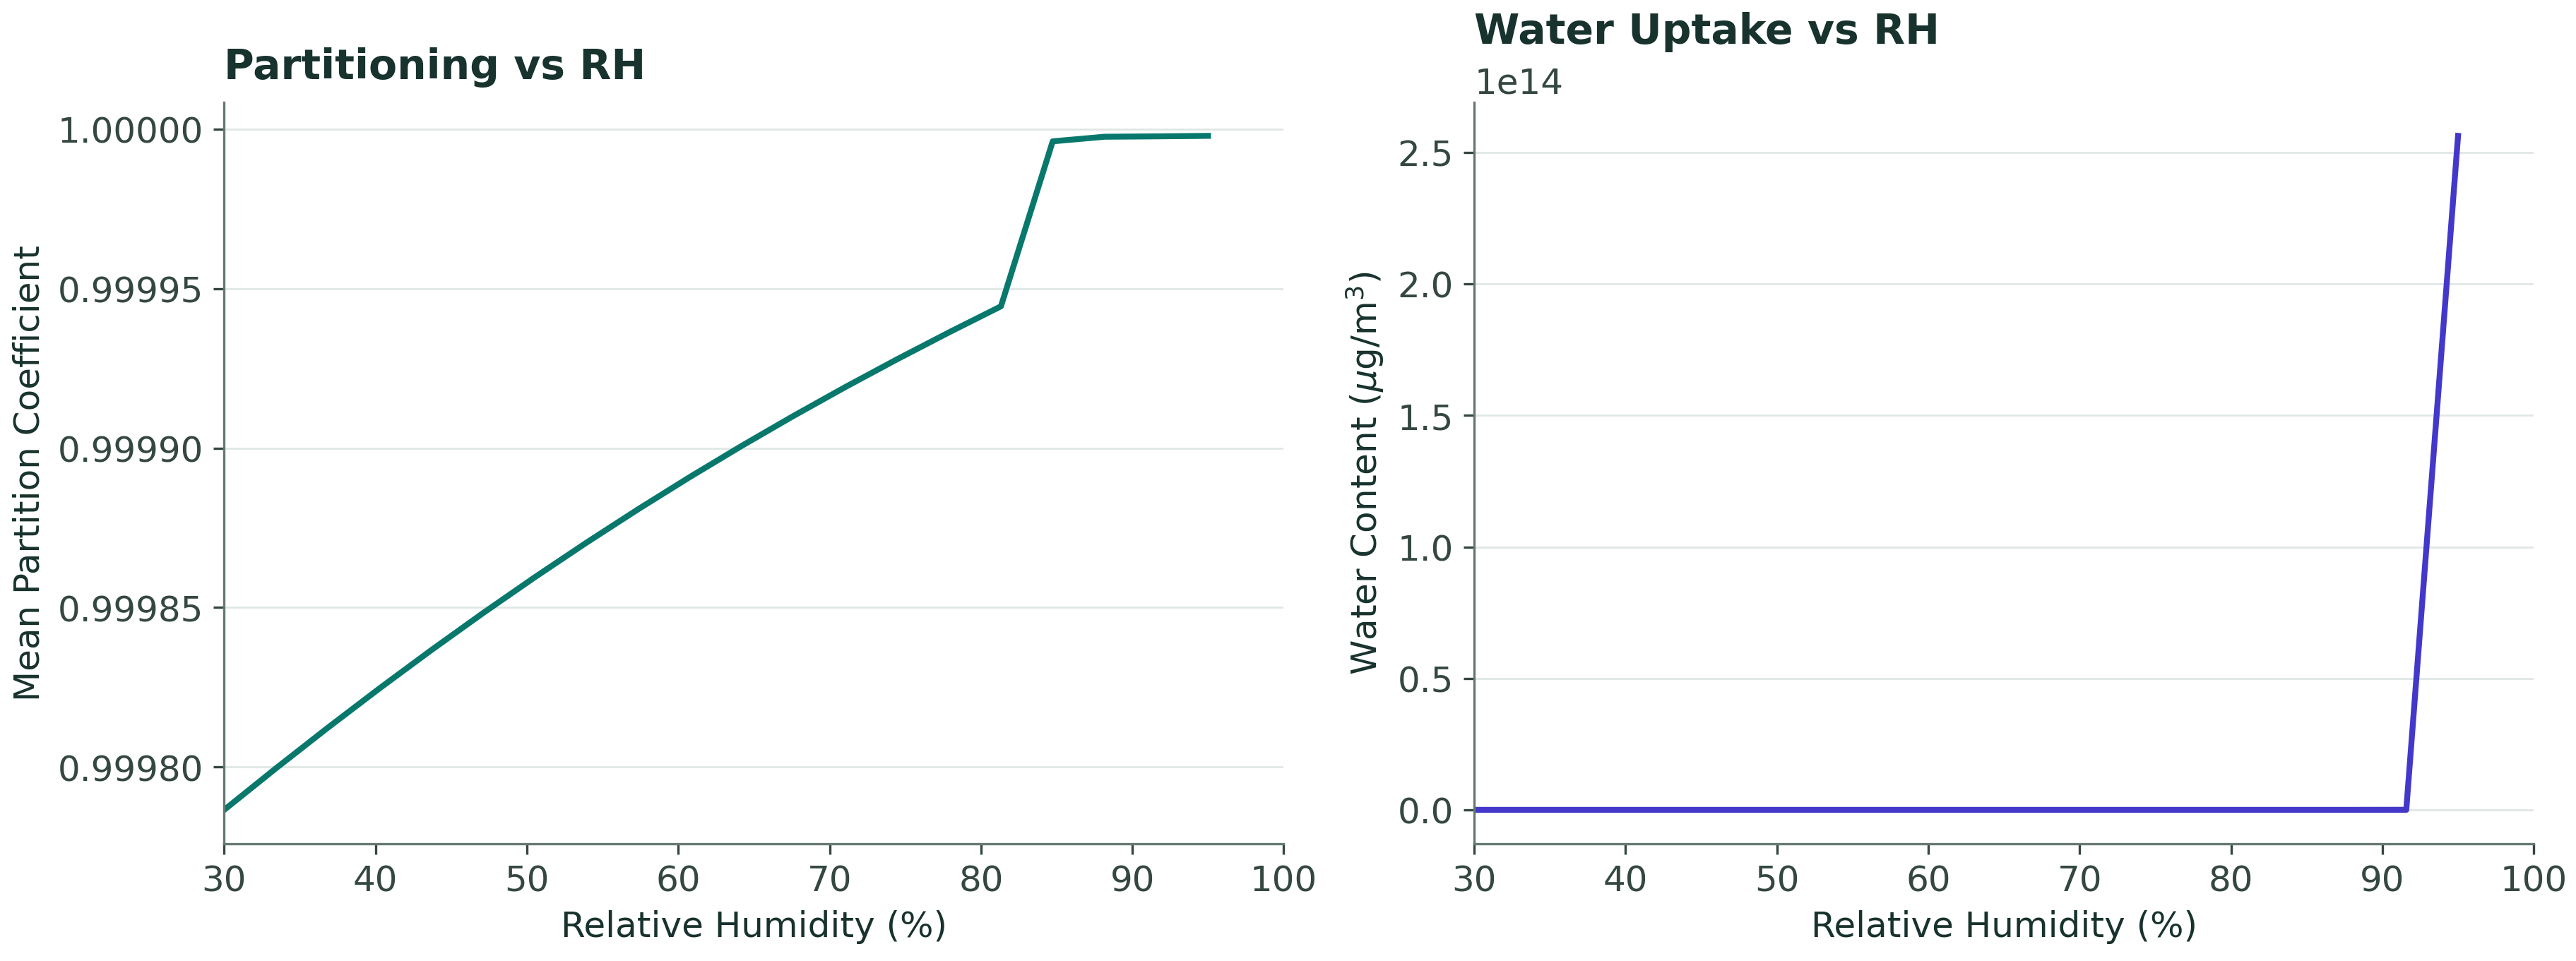 Partitioning vs RH
Mean Partition Coefficient
1.00000
0.99995
0.99990
0.99985
0.99980
30 40 50 60 70 80 90 100
Relative Humidity (%)
Water Uptake vs RH
1e14
Water Content (μg/m³)
2.5
2.0
1.5
1.0
0.5
0.0
30 40 50 60 70 80 90 100
Relative Humidity (%)